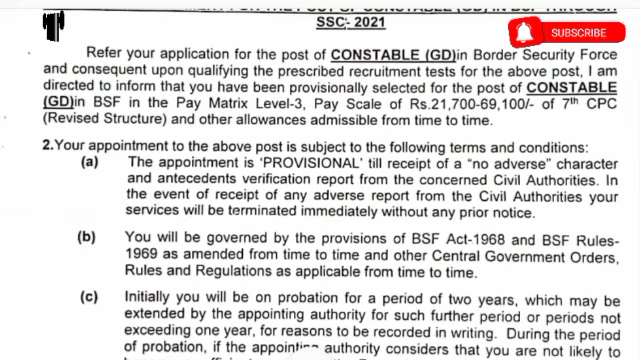 SSC- 2021
SUBSCRIBE
Refer your application for the post of CONSTABLE (GD)in Border Security Force
and consequent upon qualifying the prescribed recruitment tests for the above post, I am
directed to inform that you have been provisionally selected for the post of CONSTABLE
(GD)in BSF in the Pay Matrix Level-3, Pay Scale of Rs.21,700-69,100/- of 7th CPC
(Revised Structure) and other allowances admissible from time to time.
2.Your appointment to the above post is subject to the following terms and conditions:
(a) The appointment is 'PROVISIONAL' till receipt of a "no adverse" character
and antecedents verification report from the concerned Civil Authorities. In
the event of receipt of any adverse report from the Civil Authorities your
services will be terminated immediately without any prior notice.
(b) You will be governed by the provisions of BSF Act-1968 and BSF Rules-
1969 as amended from time to time and other Central Government Orders,
Rules and Regulations as applicable from time to time.
(c) Initially you will be on probation for a period of two years, which may be
extended by the appointing authority for such further period or periods not
exceeding one year, for reasons to be recorded in writing. During the period
of probation, if the appointing authority considers that you are not likely to